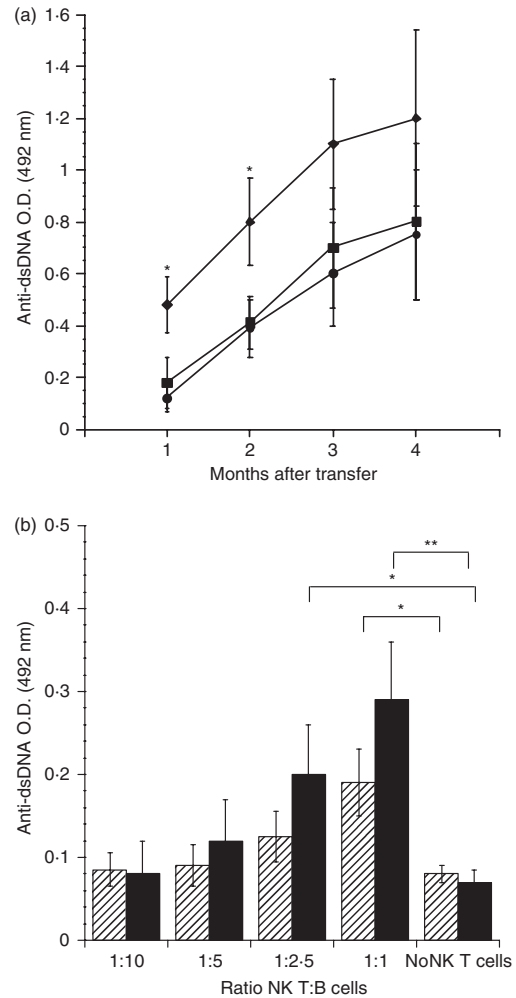 (a)
1·6
1·4
1·2
1
0·8
0·6
0·4
0·2
0
Anti-dsDNA O.D. (492 nm)
*
*
1 2 3 4
Months after transfer
(b)
0·5
0·4
0·3
0·2
0·1
0
Anti-dsDNA O.D. (492 nm)
**
*
*
1:10 1:5 1:2·5 1:1 NoNK T cells
Ratio NK T:B cells